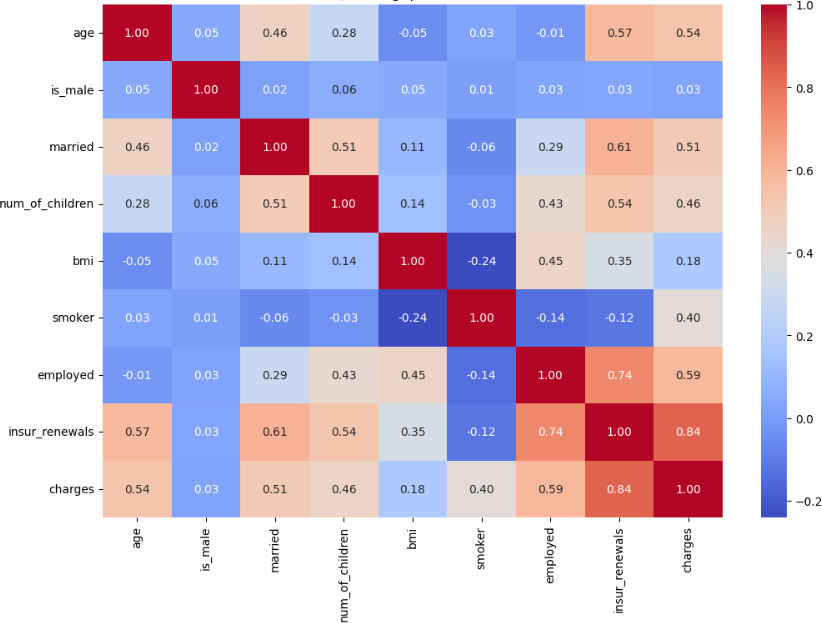 age 1.00 0.05 0.46 0.28 -0.05 0.03 -0.01 0.57 0.54
is_male 0.05 1.00 0.02 0.06 0.05 0.01 0.03 0.03 0.03
married 0.46 0.02 1.00 0.51 0.11 -0.06 0.29 0.61 0.51
num_of_children 0.28 0.06 0.51 1.00 0.14 -0.03 0.43 0.54 0.46
bmi -0.05 0.05 0.11 0.14 1.00 -0.24 0.45 0.35 0.18
smoker 0.03 0.01 -0.06 -0.03 -0.24 1.00 -0.14 -0.12 0.40
employed -0.01 0.03 0.29 0.43 0.45 -0.14 1.00 0.74 0.59
insur_renewals 0.57 0.03 0.61 0.54 0.35 -0.12 0.74 1.00 0.84
charges 0.54 0.03 0.51 0.46 0.18 0.40 0.59 0.84 1.00
age is_male married num_of_children bmi smoker employed insur_renewals charges
1.0
0.8
0.6
0.4
0.2
0.0
−0.2